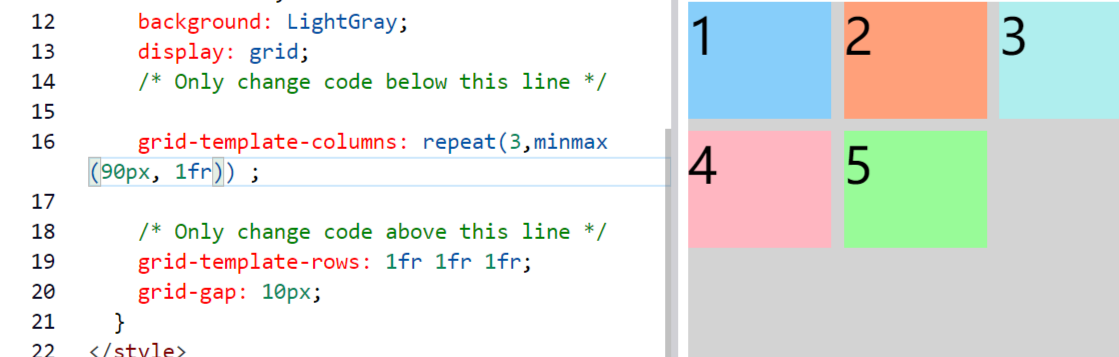 12 background: LightGray;
13 display: grid;
14 /* Only change code below this line */
15
16 grid-template-columns: repeat(3,minmax
(90px, 1fr)) ;
17
18 /* Only change code above this line */
19 grid-template-rows: 1fr 1fr 1fr;
20 grid-gap: 10px;
21 }
22 </style>
1 2 3
4 5